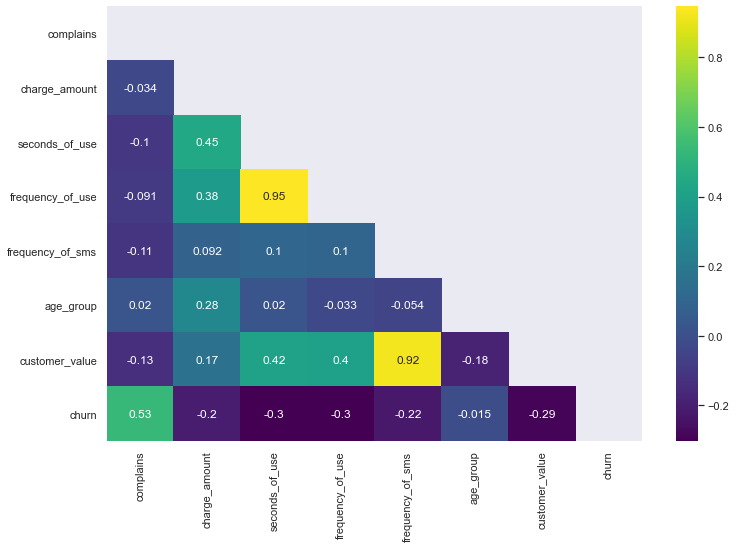 complains
charge_amount
-0.034
seconds_of_use
-0.1 0.45
frequency_of_use
-0.091 0.38 0.95
frequency_of_sms
-0.11 0.092 0.1 0.1
age_group
0.02 0.28 0.02 -0.033 -0.054
customer_value
-0.13 0.17 0.42 0.4 0.92 -0.18
churn
0.53 -0.2 -0.3 -0.3 -0.22 -0.015 -0.29
complains
charge_amount
seconds_of_use
frequency_of_use
frequency_of_sms
age_group
customer_value
churn
0.8
0.6
0.4
0.2
0.0
−0.2